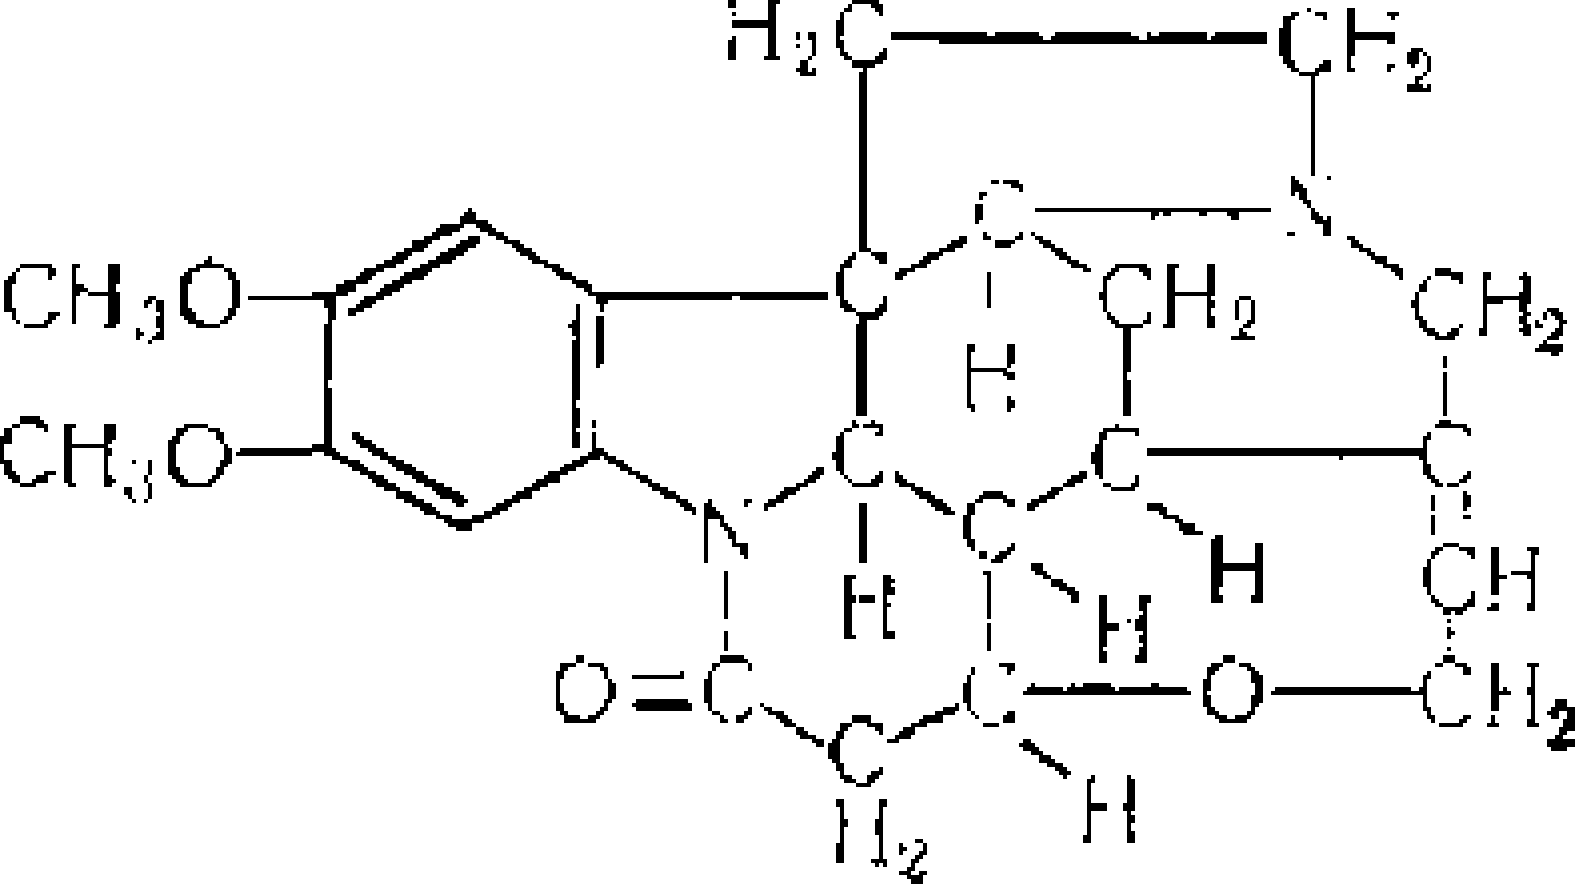 H₂C CH₂
C N
CH₃O C CH₂ CH₂
H
CH₃O C C C
N C H CH
H H
O=C C O CH₂
C
H₂ H